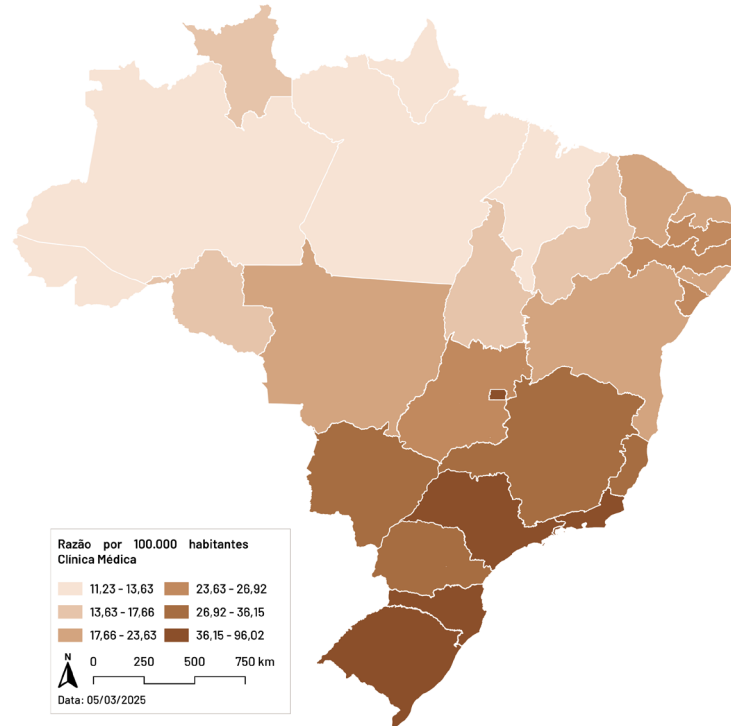 Razão por 100.000 habitantes
Clínica Médica
11,23 - 13,63 23,63 - 26,92
13,63 - 17,66 26,92 - 36,15
17,66 - 23,63 36,15 - 96,02
N
0 250 500 750 km
Data: 05/03/2025